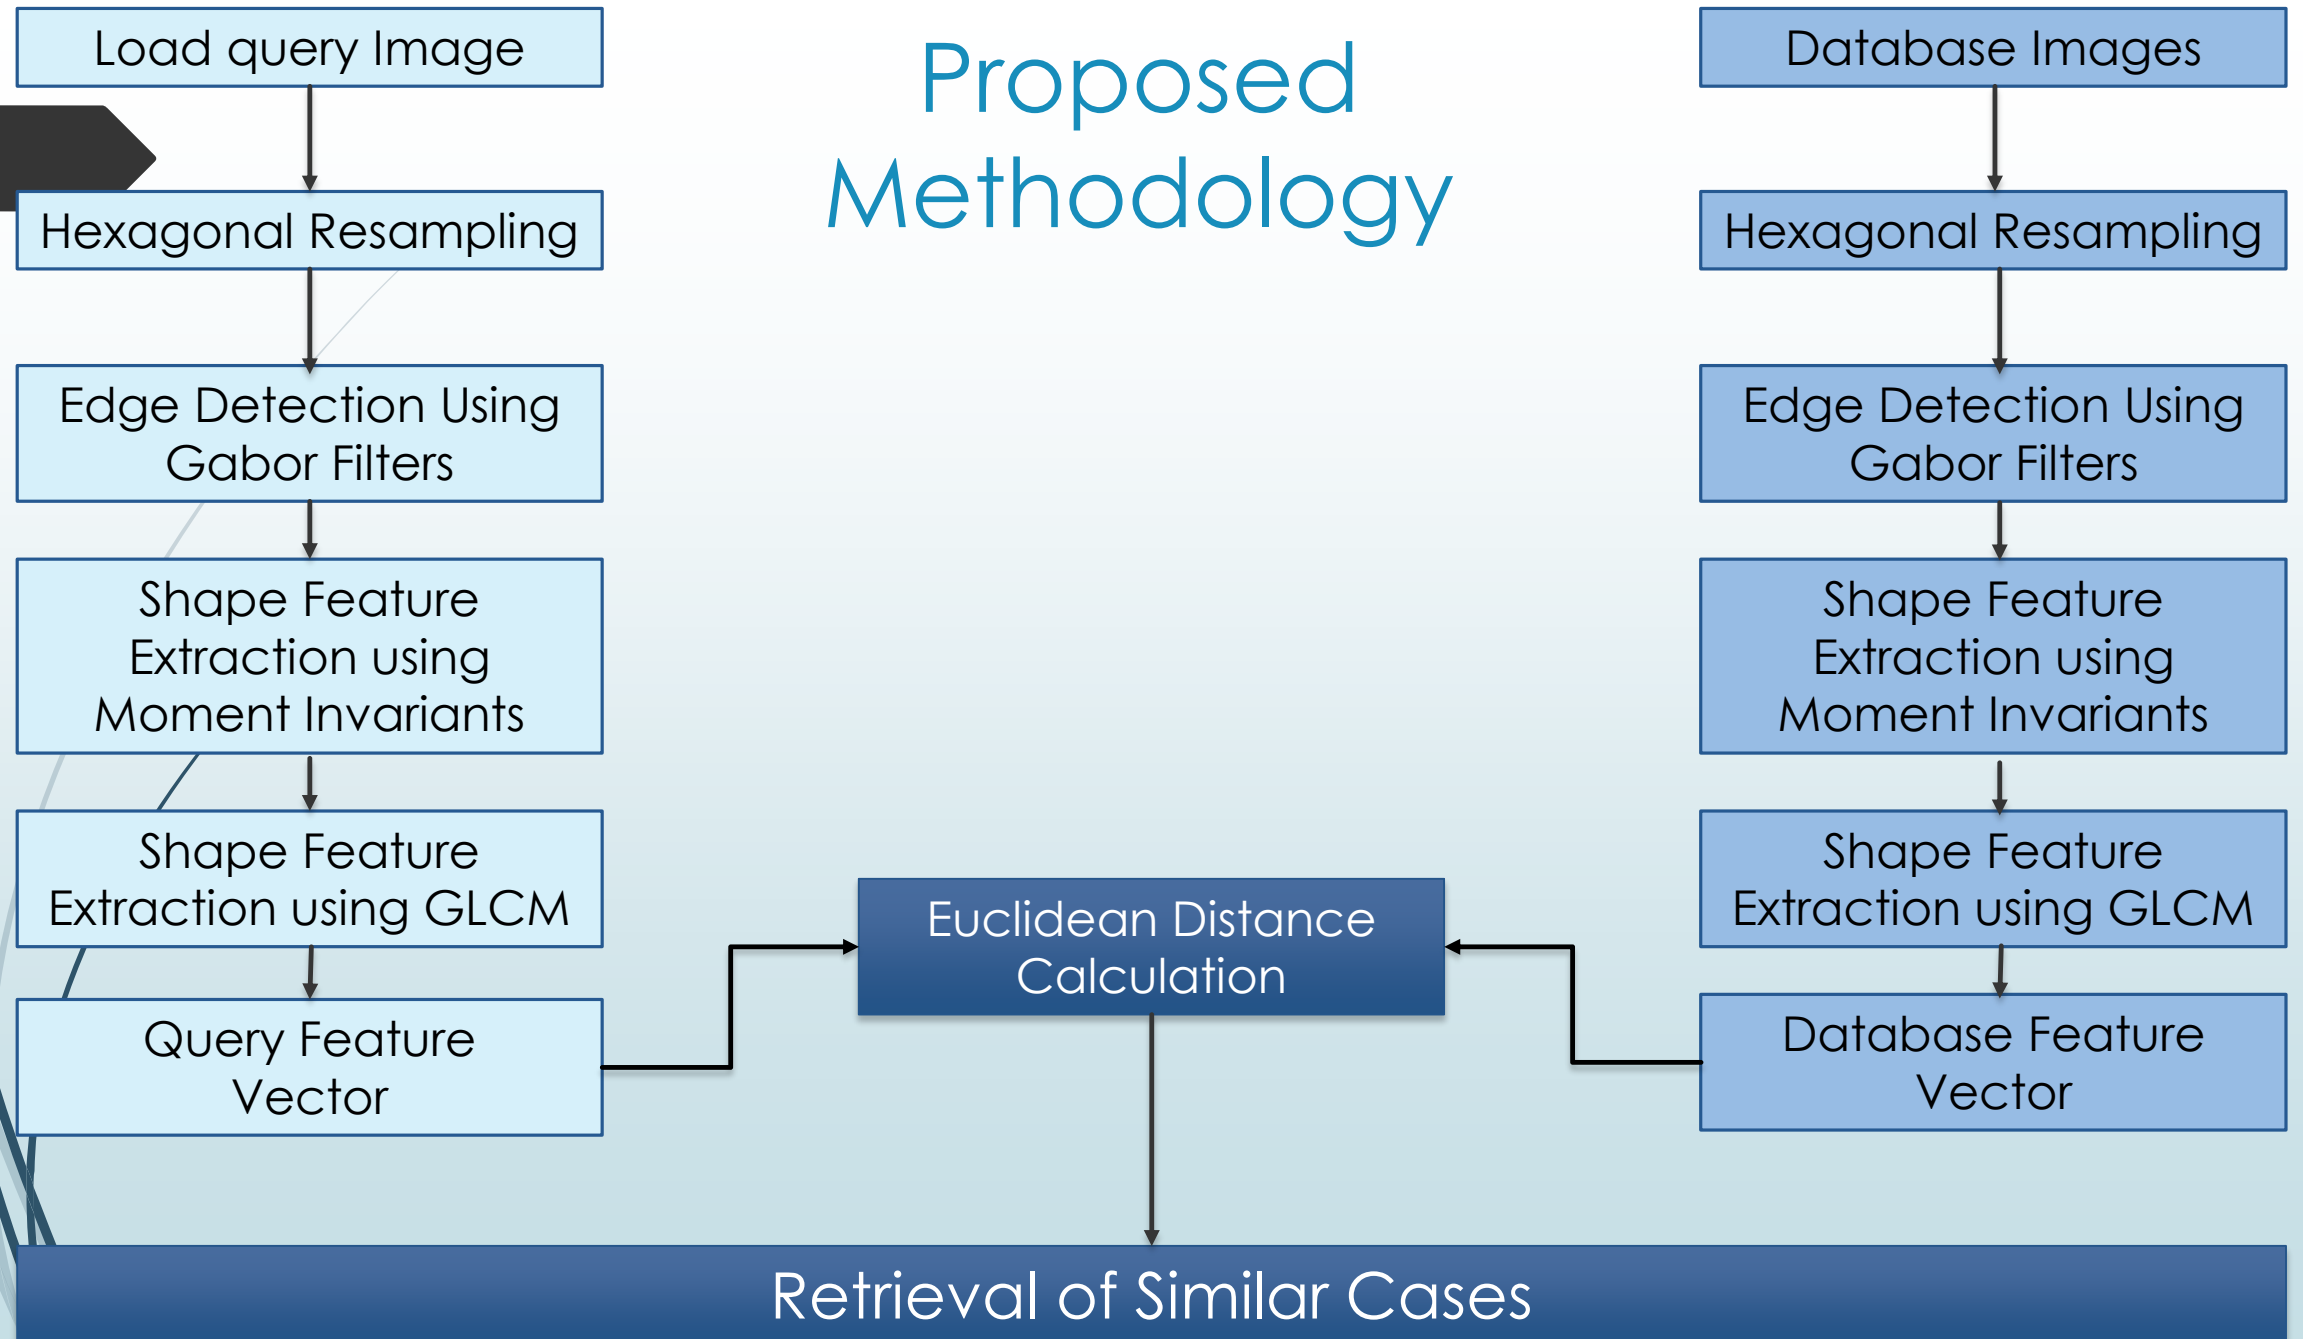 Proposed
Methodology
Load query Image
Hexagonal Resampling
Edge Detection Using
Gabor Filters
Shape Feature
Extraction using
Moment Invariants
Shape Feature
Extraction using GLCM
Query Feature
Vector
Database Images
Hexagonal Resampling
Edge Detection Using
Gabor Filters
Shape Feature
Extraction using
Moment Invariants
Shape Feature
Extraction using GLCM
Database Feature
Vector
Euclidean Distance
Calculation
Retrieval of Similar Cases